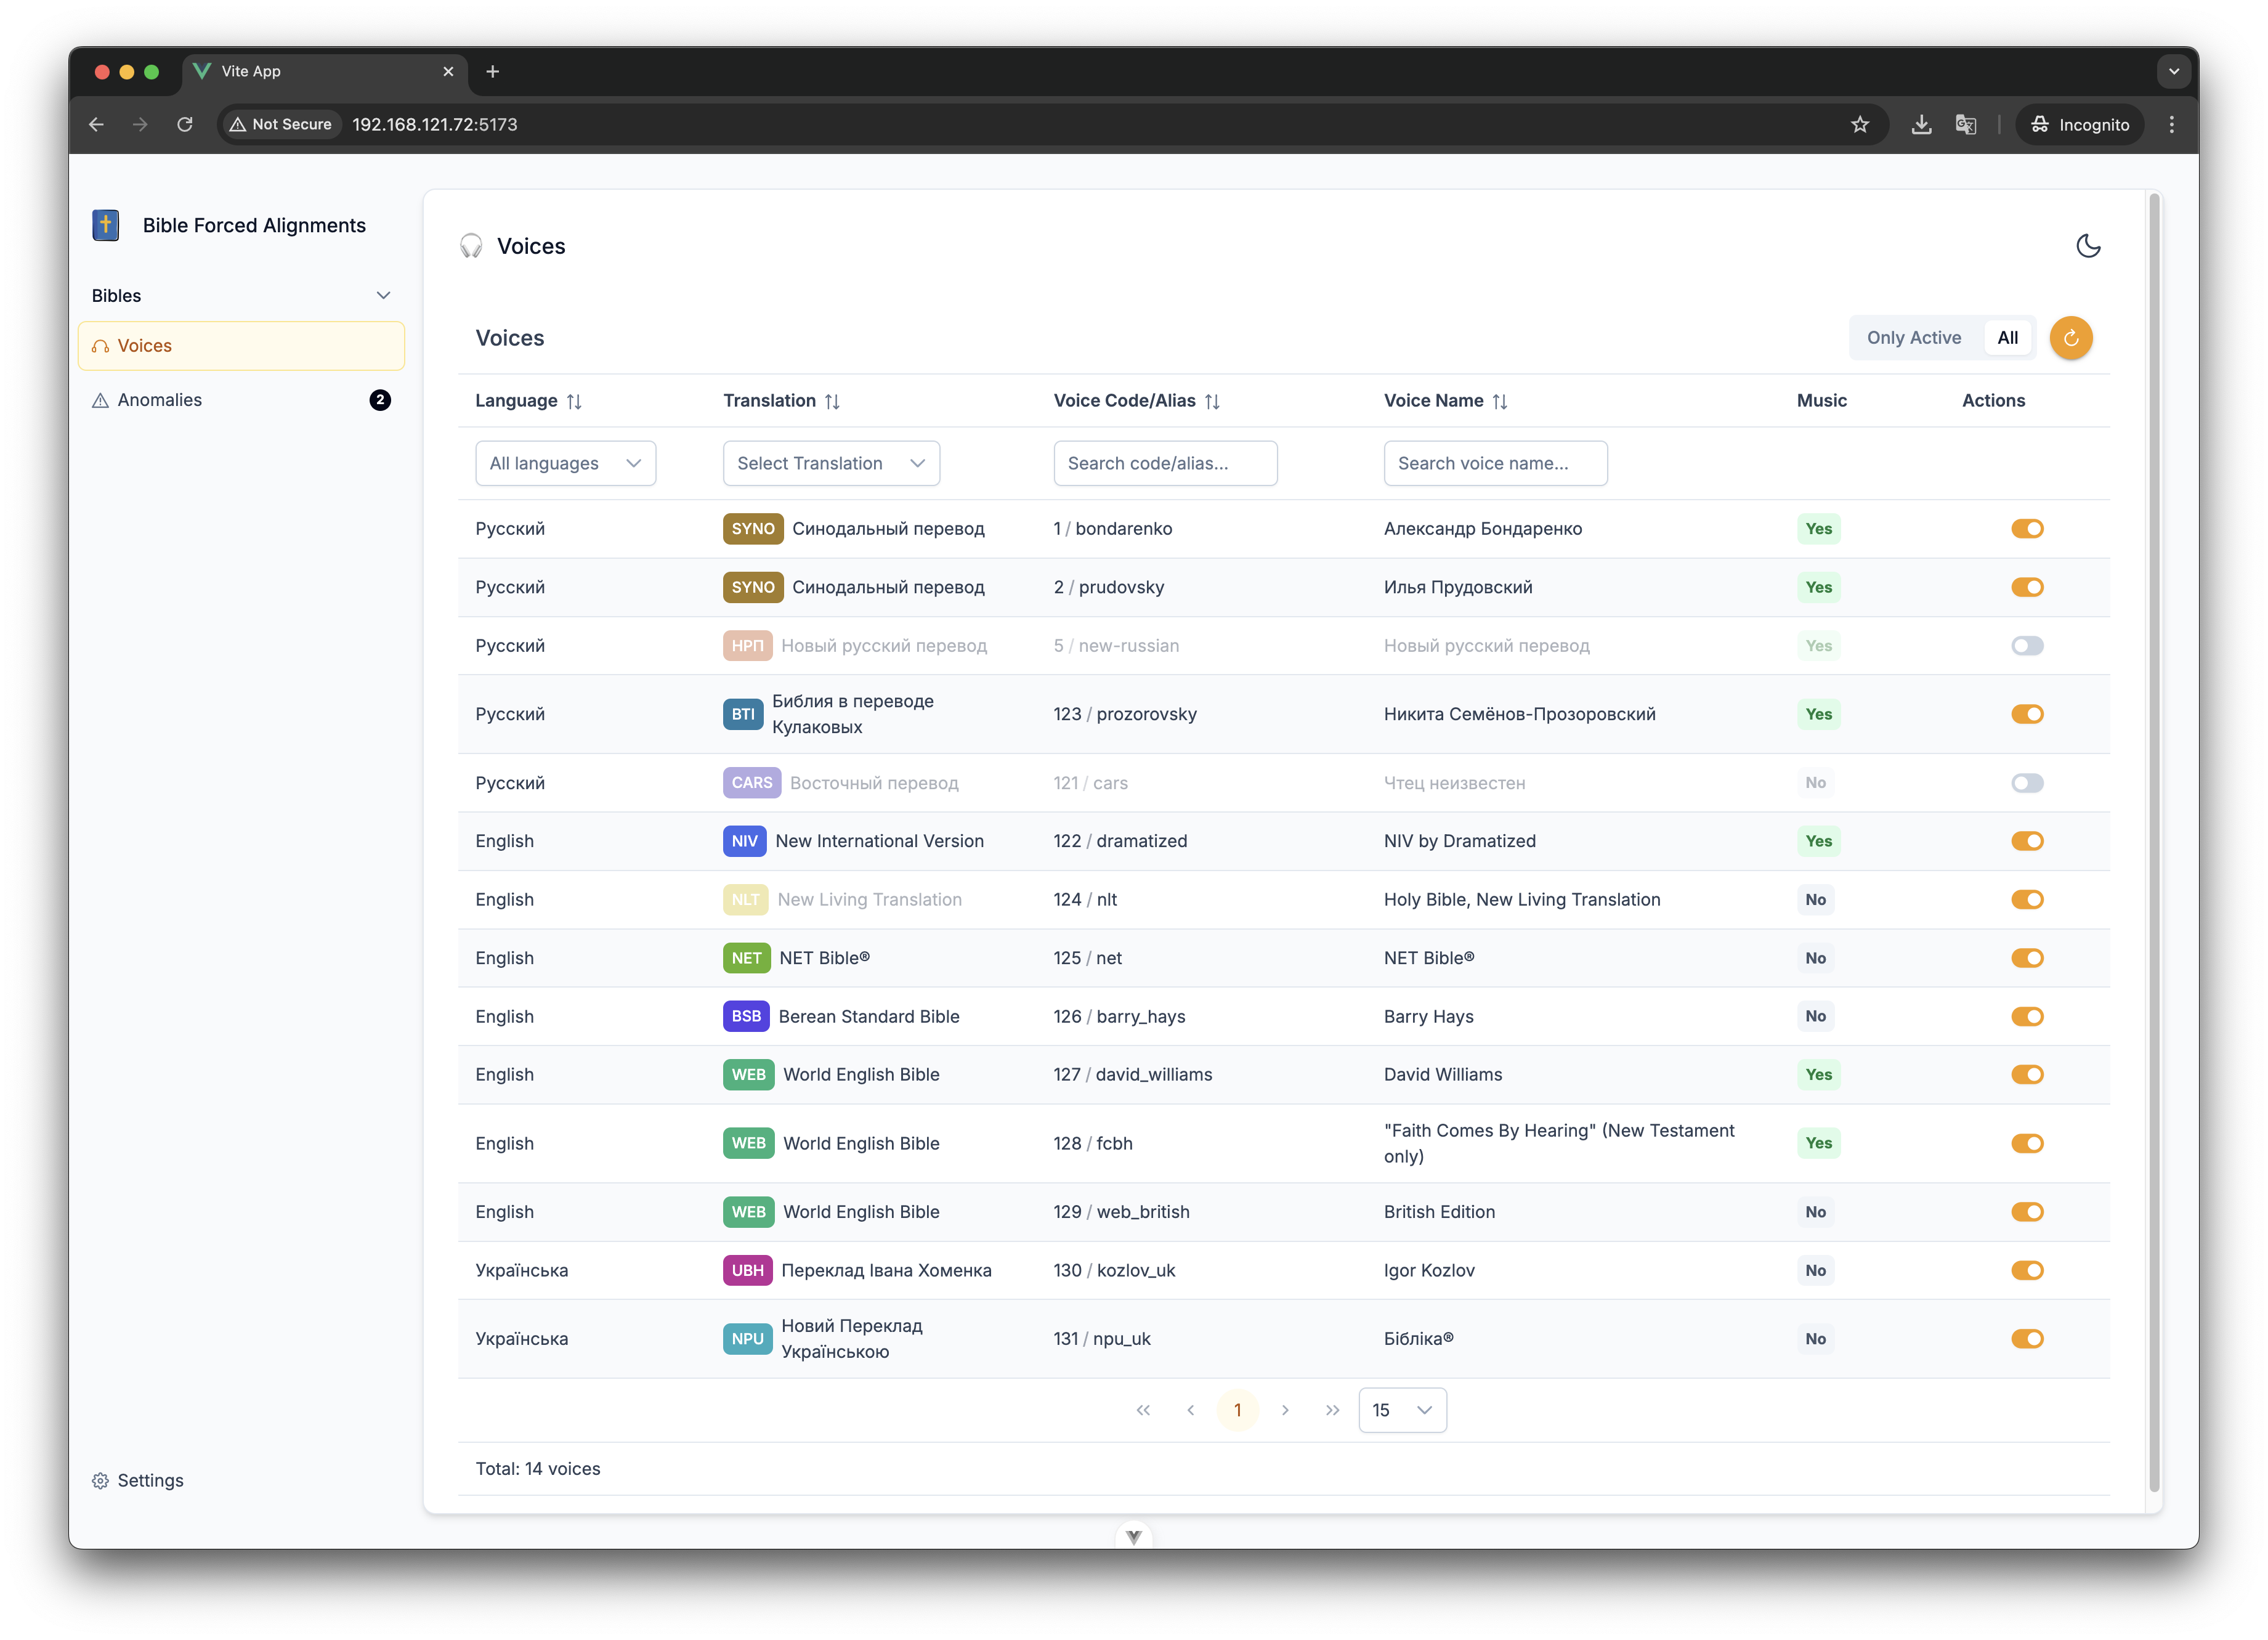 Vite App
Not Secure 192.168.121.72:5173 Incognito
Bible Forced Alignments
Bibles
Voices
Anomalies 2
Settings
Voices
Voices Only Active All
Language Translation Voice Code/Alias Voice Name Music Actions
All languages Select Translation Search code/alias... Search voice name...
Русский SYNO Синодальный перевод 1 / bondarenko Александр Бондаренко Yes
Русский SYNO Синодальный перевод 2 / prudovsky Илья Прудовский Yes
Русский НРП Новый русский перевод 5 / new-russian Новый русский перевод Yes
Русский BTI Библия в переводе
Кулаковых 123 / prozorovsky Никита Семёнов-Прозоровский Yes
Русский CARS Восточный перевод 121 / cars Чтец неизвестен No
English NIV New International Version 122 / dramatized NIV by Dramatized Yes
English NLT New Living Translation 124 / nlt Holy Bible, New Living Translation No
English NET NET Bible® 125 / net NET Bible® No
English BSB Berean Standard Bible 126 / barry_hays Barry Hays No
English WEB World English Bible 127 / david_williams David Williams Yes
English WEB World English Bible 128 / fcbh "Faith Comes By Hearing" (New Testament
only) Yes
English WEB World English Bible 129 / web_british British Edition No
Українська UBH Переклад Івана Хоменка 130 / kozlov_uk Igor Kozlov No
Українська NPU Новий Переклад
Українською 131 / npu_uk Бібліка® No
1 15
Total: 14 voices